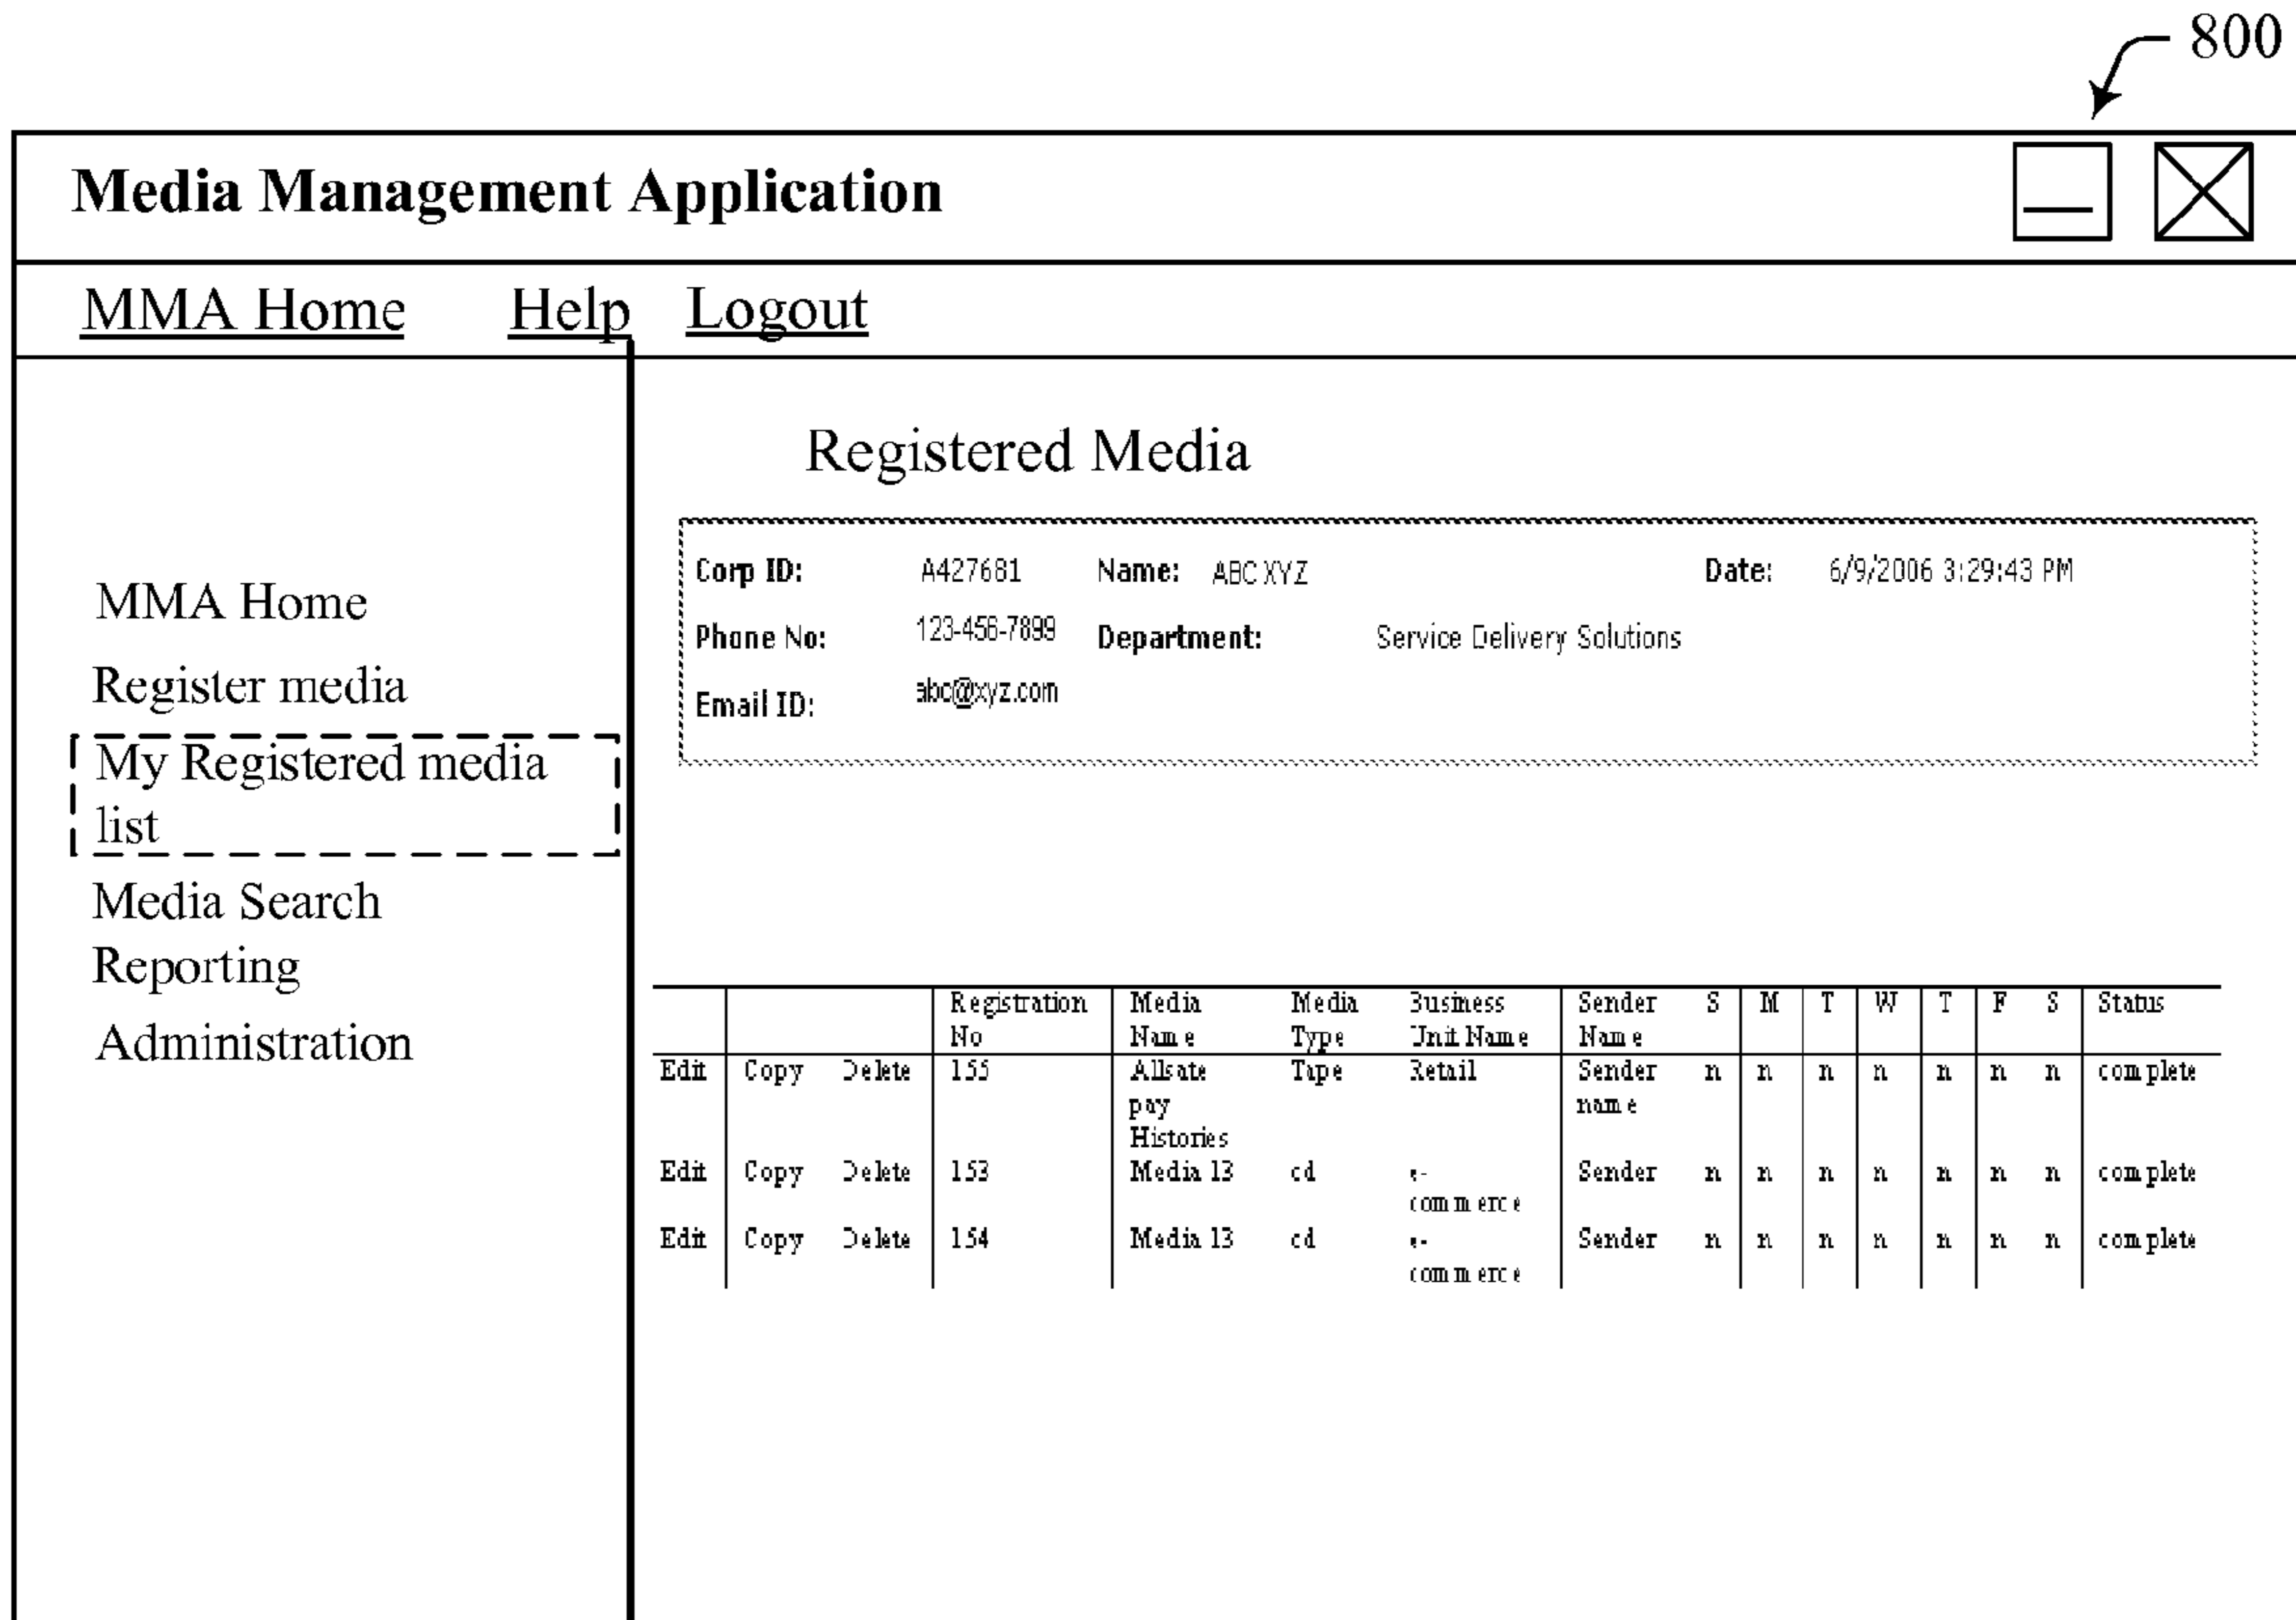 800
Media Management Application
MMA Home Help Logout
Registered Media
Corp ID: A427681 Name: ABC XYZ Date: 6/9/2006 3:29:43 PM
Phone No: 123-456-7899 Department: Service Delivery Solutions
Email ID: abc@xyz.com
MMA Home
Register media
My Registered media
list
Media Search
Reporting
Administration
Registration Media Media Business Sender S M T W T F S Status
No Name Type Unit Name Name
Edit Copy Delete 155 Allsate Tape Retail Sender n n n n n n n complete
pay name
Histories
Edit Copy Delete 153 Media 13 cd e- Sender n n n n n n n complete
commerce
Edit Copy Delete 154 Media 13 cd e- Sender n n n n n n n complete
commerce